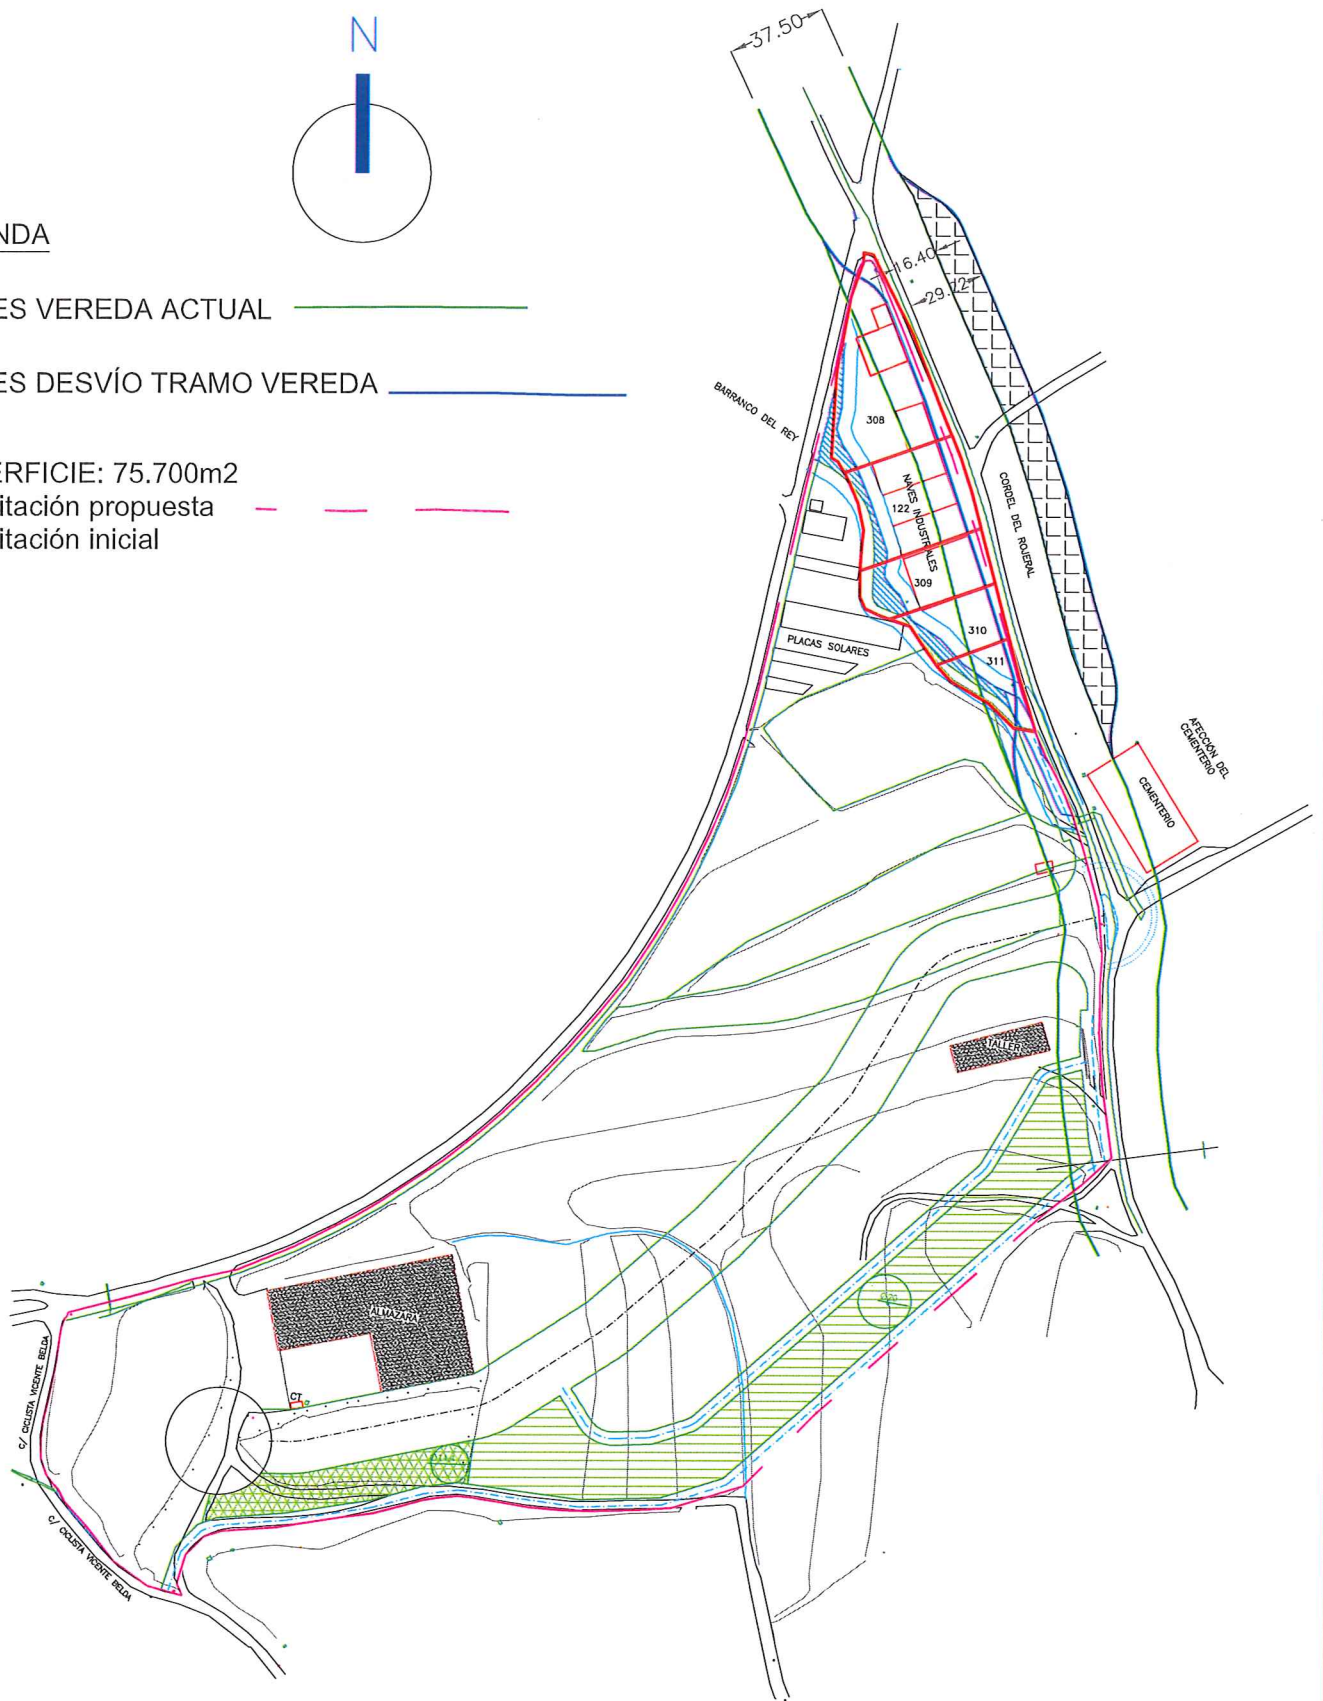 N
37.50
NDA
ES VEREDA ACTUAL
ES DESVÍO TRAMO VEREDA
ERFICIE: 75.700m2
itación propuesta
itación inicial
16.40
29.72
BARRANCO DEL REY
308
122
NAVES INDUSTRIALES
309
310
311
CORDEL DEL ROJERAL
PLACAS SOLARES
AFECCIÓN DEL
CEMENTERIO
CEMENTERIO
TALLER
ALMAZARA
CT
C/ CICLISTA VICENTE BELDA
C/ CICLISTA VICENTE BELDA